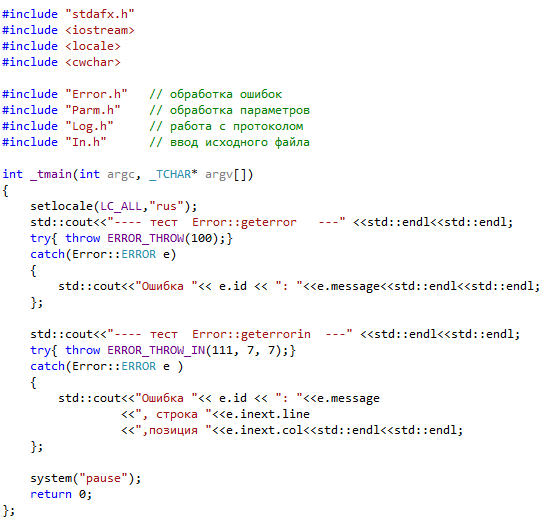 #include "stdafx.h"
#include <iostream>
#include <locale>
#include <cwchar>
#include "Error.h"   // обработка ошибок
#include "Parm.h"    // обработка параметров
#include "Log.h"     // работа с протоколом
#include "In.h"      // ввод исходного файла
int _tmain(int argc, _TCHAR* argv[])
{
    setlocale(LC_ALL,"rus");
    std::cout<<"---- тест  Error::geterror   ---" <<std::endl<<std::endl;
    try{ throw ERROR_THROW(100);}
    catch(Error::ERROR e)
    {
        std::cout<<"Ошибка "<< e.id << ": "<<e.message<<std::endl<<std::endl;
    };
    std::cout<<"---- тест  Error::geterrorin  ---" <<std::endl<<std::endl;
    try{ throw ERROR_THROW_IN(111, 7, 7);}
    catch(Error::ERROR e )
    {
        std::cout<<"Ошибка "<< e.id << ": "<<e.message
                 <<", строка "<<e.inext.line
                 <<",позиция "<<e.inext.col<<std::endl<<std::endl;
    };
    system("pause");
    return 0;
};